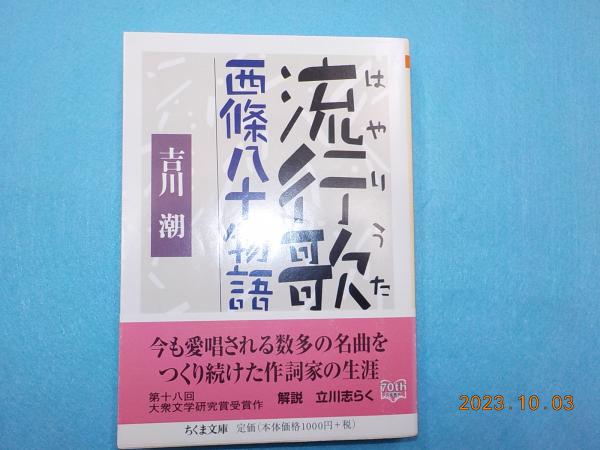 はやりうた
流行歌
西條八十物語
吉川 潮
今も愛唱される数多の名曲を
つくり続けた作詞家の生涯
第十八回
大衆文学研究賞受賞作
解説 立川志らく
70th
ちくま文庫 定価(本体価格1000円+税)
2023.10.03